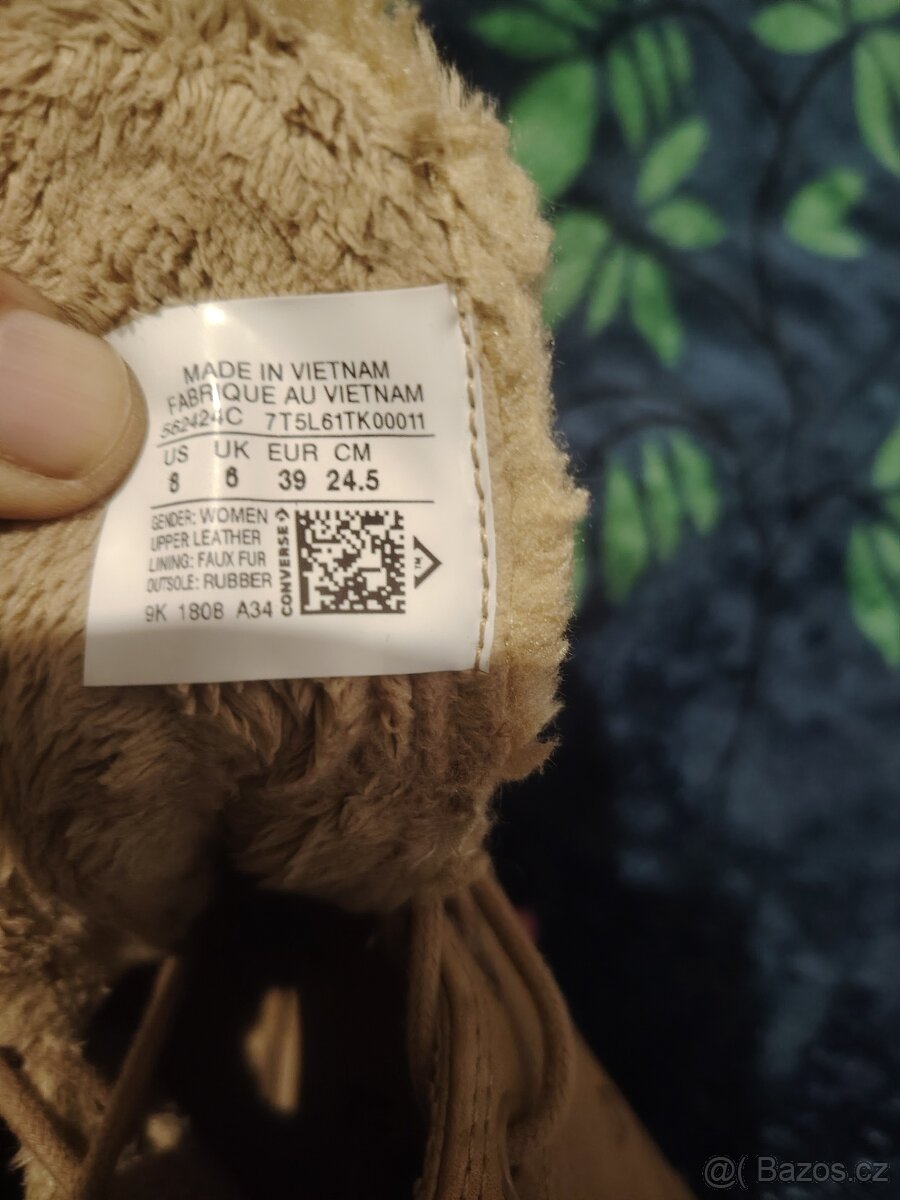 MADE IN VIETNAM
FABRIQUE AU VIETNAM
562424C 7T5L61TK00011
US UK EUR CM
8 6 39 24.5
GENDER: WOMEN
UPPER LEATHER
LINING: FAUX FUR
OUTSOLE: RUBBER
9K 1808 A34
CONVERSE
TM
@( Bazos.cz